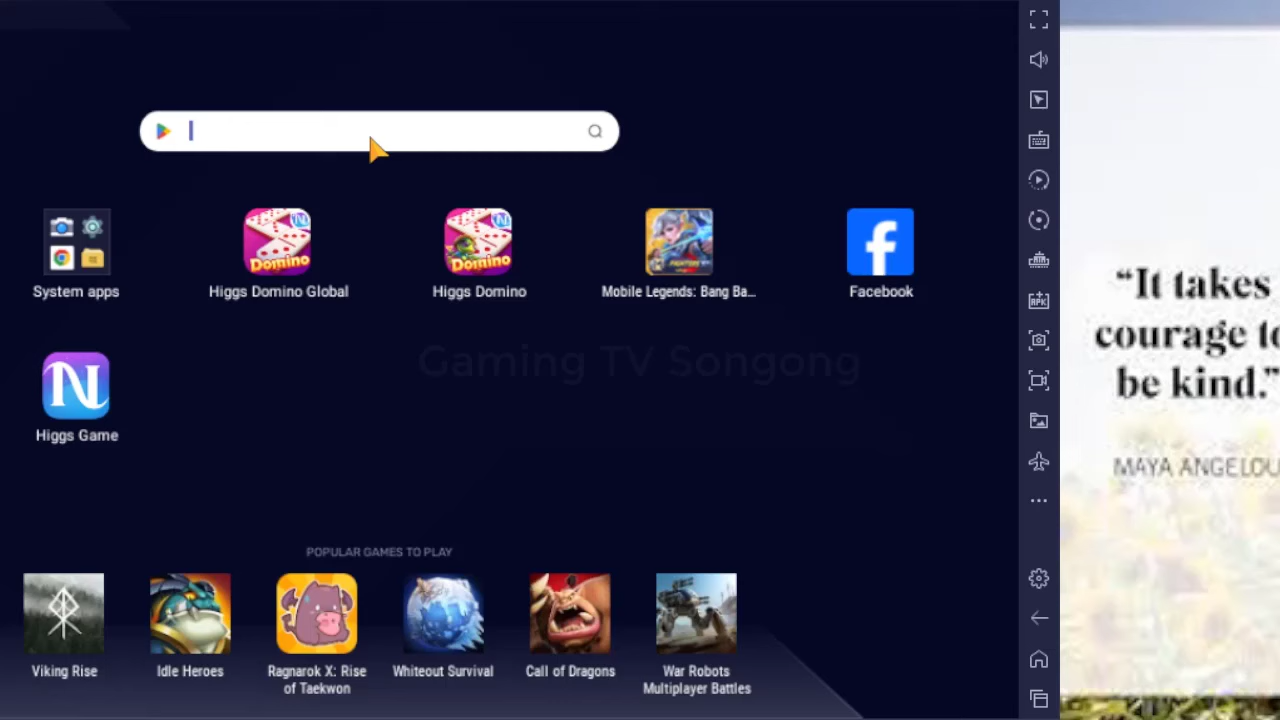 System apps
Domino
Higgs Domino Global
Domino
Higgs Domino
Mobile Legends: Bang Ba...
Facebook
Gaming TV Songong
Higgs Game
POPULAR GAMES TO PLAY
Viking Rise
Idle Heroes
Ragnarok X: Rise
of Taekwon
Whiteout Survival
Call of Dragons
War Robots
Multiplayer Battles
“It takes
courage to
be kind.”
MAYA ANGELOU